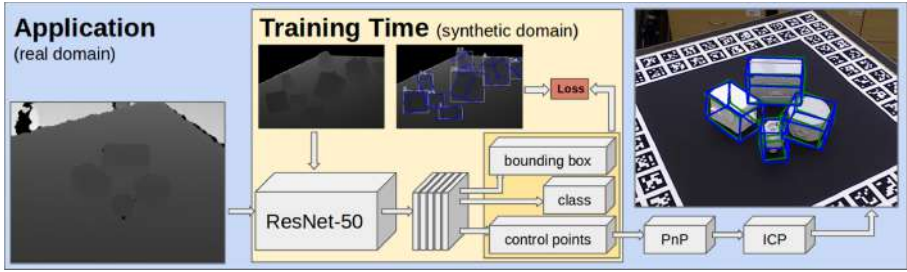 Application
(real domain)
Training Time (synthetic domain)
Loss
bounding box
ResNet-50
class
control points
PnP
ICP